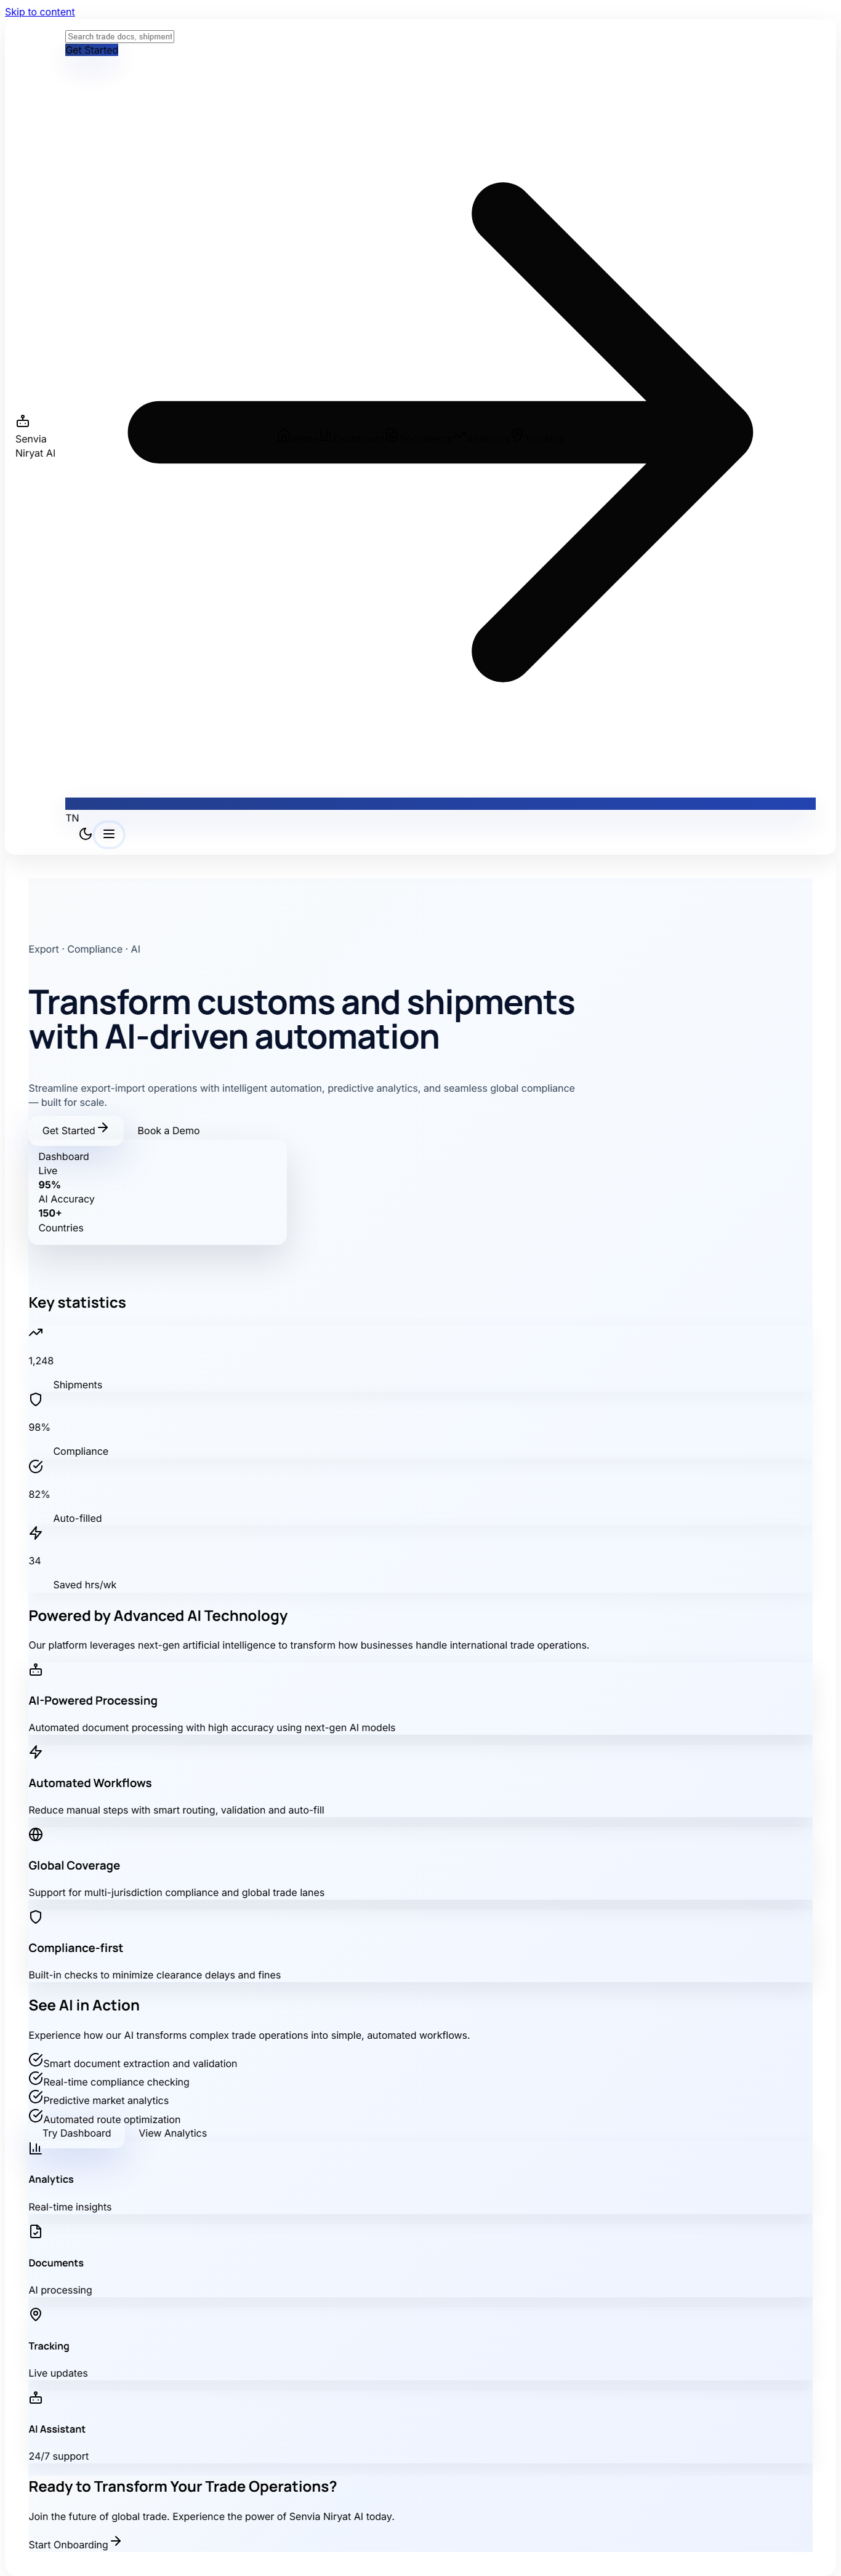 Skip to content
Search trade docs, shipment
Get Started
Senvia
Niryat AI
TN
Export · Compliance · AI
Transform customs and shipments
with AI-driven automation
Streamline export-import operations with intelligent automation, predictive analytics, and seamless global compliance
— built for scale.
Get Started
Book a Demo
Dashboard
Live
95%
AI Accuracy
150+
Countries
Key statistics
1,248
Shipments
98%
Compliance
82%
Auto-filled
34
Saved hrs/wk
Powered by Advanced AI Technology
Our platform leverages next-gen artificial intelligence to transform how businesses handle international trade operations.
AI-Powered Processing
Automated document processing with high accuracy using next-gen AI models
Automated Workflows
Reduce manual steps with smart routing, validation and auto-fill
Global Coverage
Support for multi-jurisdiction compliance and global trade lanes
Compliance-first
Built-in checks to minimize clearance delays and fines
See AI in Action
Experience how our AI transforms complex trade operations into simple, automated workflows.
Smart document extraction and validation
Real-time compliance checking
Predictive market analytics
Automated route optimization
Try Dashboard
View Analytics
Analytics
Real-time insights
Documents
AI processing
Tracking
Live updates
AI Assistant
24/7 support
Ready to Transform Your Trade Operations?
Join the future of global trade. Experience the power of Senvia Niryat AI today.
Start Onboarding